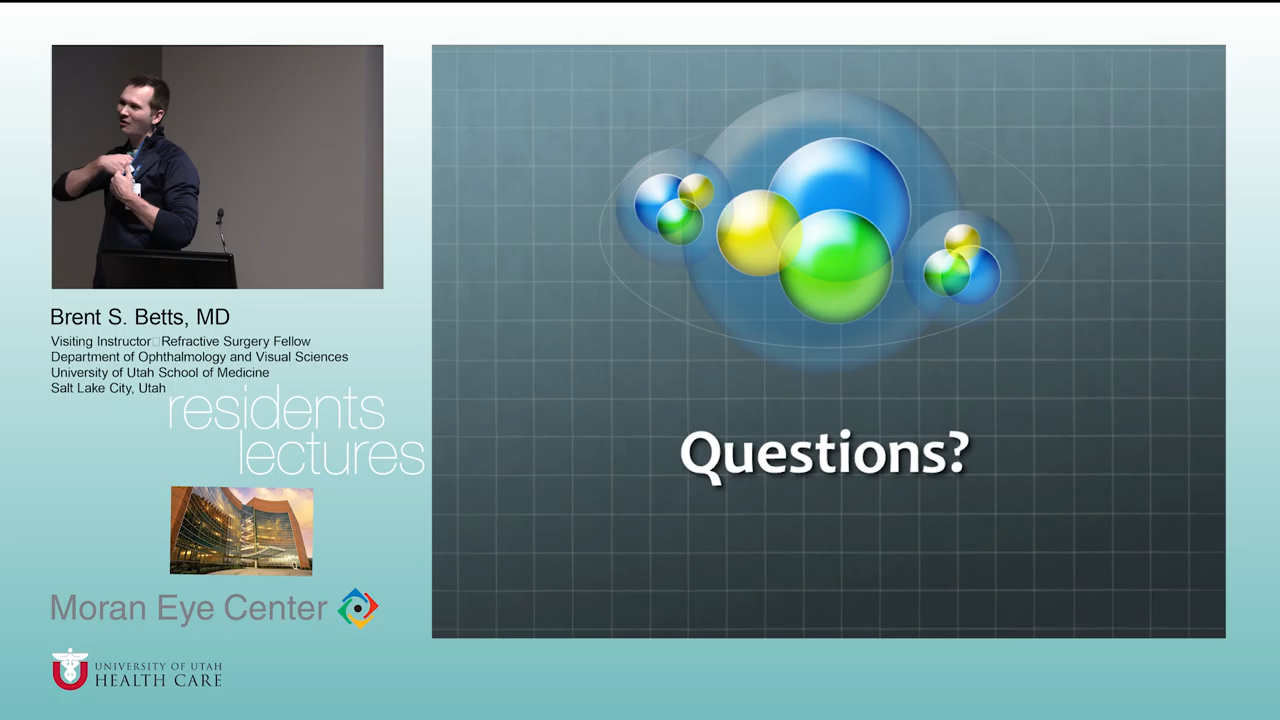 Brent S. Betts, MD
Visiting Instructor□Refractive Surgery Fellow
Department of Ophthalmology and Visual Sciences
University of Utah School of Medicine
Salt Lake City, Utah
residents
lectures
Moran Eye Center
UNIVERSITY OF UTAH
HEALTH CARE
Questions?